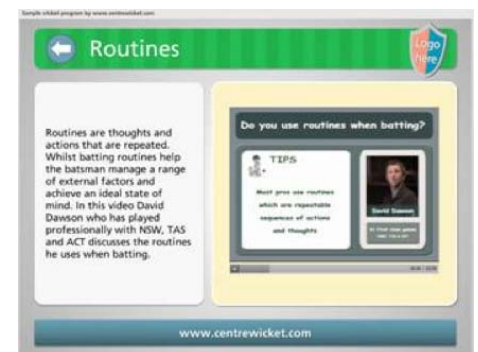 Sample cricket program by www.centrewicket.com
Routines
Logo
here
Routines are thoughts and
actions that are repeated.
Whilst batting routines help
the batsman manage a range
of external factors and
achieve an ideal state of
mind. In this video David
Dawson who has played
professionally with NSW, TAS
and ACT discusses the routines
he uses when batting.
Do you use routines when batting?
TIPS
Most pros use routines
which are repeatable
sequences of actions
and thoughts
David Dawson
www.centrewicket.com